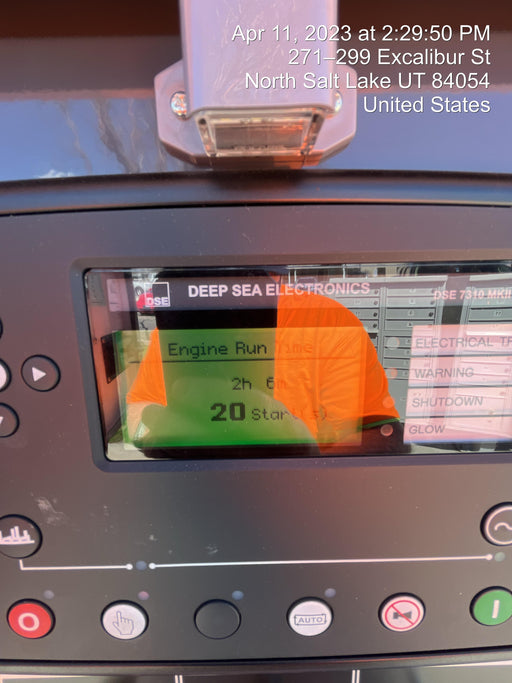 Apr 11, 2023 at 2:29:50 PM
271–299 Excalibur St
North Salt Lake UT 84054
United States
DSE
DEEP SEA ELECTRONICS
DSE 7310 MKII
Engine Run Time
2h 6m
20 Start(s)
ELECTRICAL TR
WARNING
SHUTDOWN
GLOW
AUTO